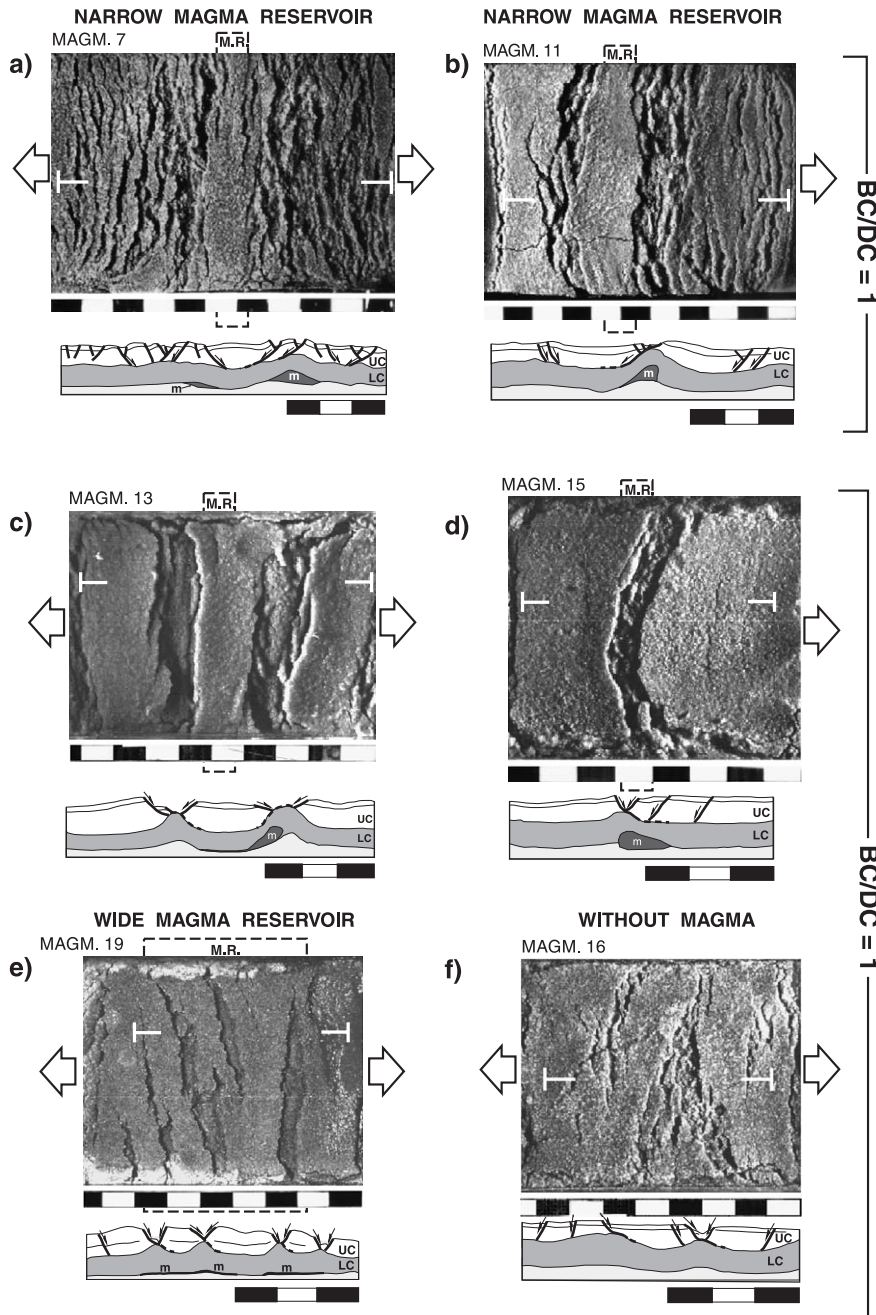 NARROW MAGMA RESERVOIR
MAGM. 7
M.R.
a)
m
m
UC
LC
NARROW MAGMA RESERVOIR
MAGM. 11
M.R.
b)
m
UC
LC
BC/DC = 1
MAGM. 13
M.R.
c)
m
UC
LC
MAGM. 15
M.R.
d)
m
UC
LC
WIDE MAGMA RESERVOIR
MAGM. 19
M.R.
e)
m
m
m
UC
LC
WITHOUT MAGMA
MAGM. 16
f)
UC
LC
BC/DC = 1